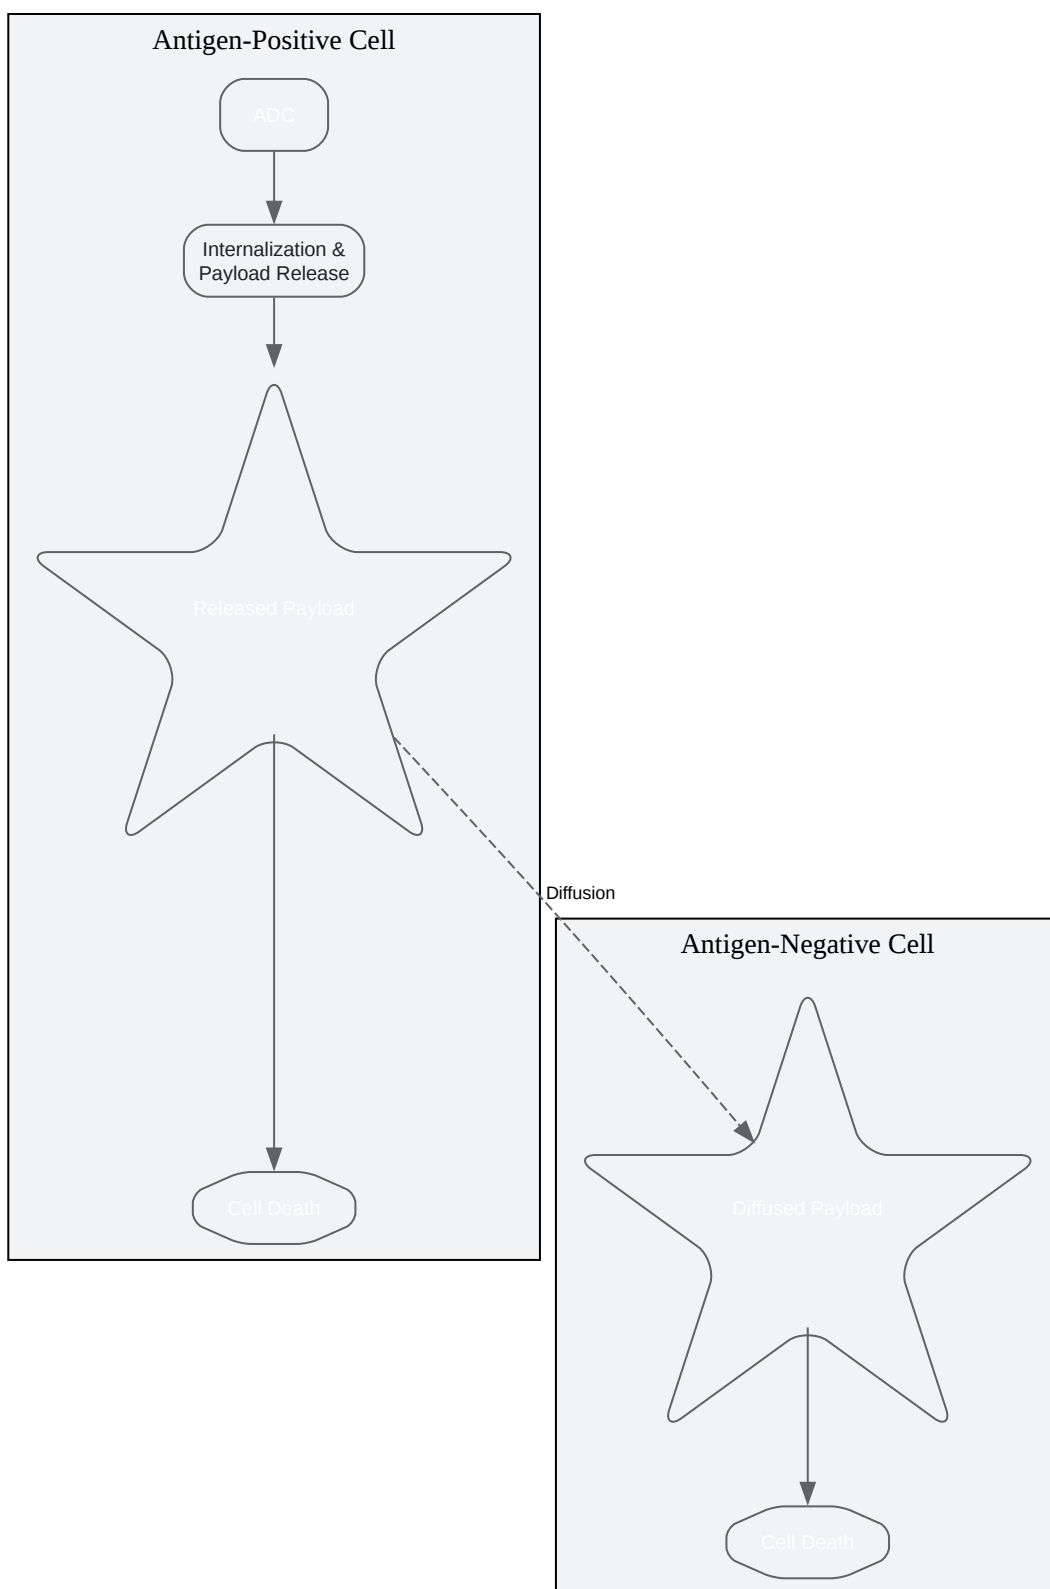 Antigen-Positive Cell
ADC
Internalization &
Payload Release
Released Payload
Diffusion
Antigen-Negative Cell
Cell Death
Diffused Payload
Cell Death